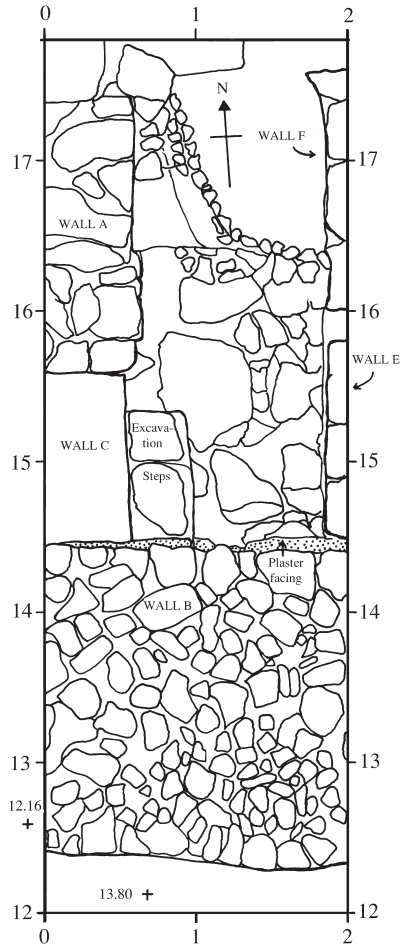 0 1 2
N
WALL F
17 17
WALL A
16 16
WALL E
Excava-
tion
WALL C
15 15
Steps
Plaster
facing
14 14
WALL B
13 13
12.16
13.80
12 12
0 1 2